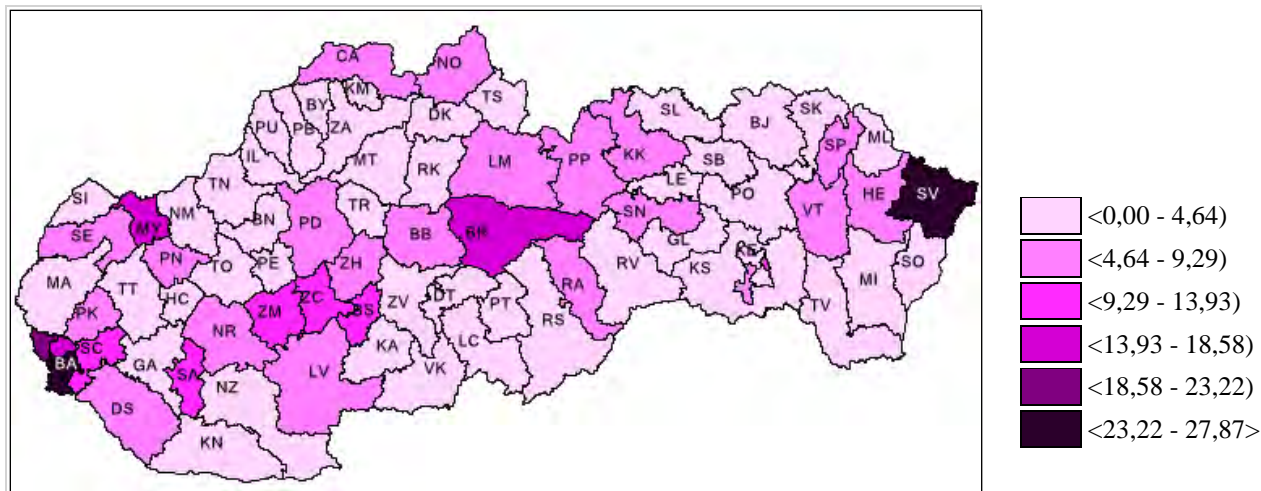 CA
NO
KM
BY
TS
PU
PB
ZA
DK
SL
SK
BJ
ML
IL
MT
RK
LM
PP
KK
SB
SP
TN
LE
PO
HE
SV
SI
NM
BN
PD
TR
SN
VT
MY
SE
BB
BR
GL
PN
TO
PE
ZH
RV
KS
SO
MA
TT
HC
RA
MI
ZM
ZC
BS
ZV
DT
PT
TV
PK
NR
RS
SC
KA
LC
BA
GA
SA
LV
VK
NZ
DS
KN
<0,00 - 4,64)
<4,64 - 9,29)
<9,29 - 13,93)
<13,93 - 18,58)
<18,58 - 23,22)
<23,22 - 27,87>